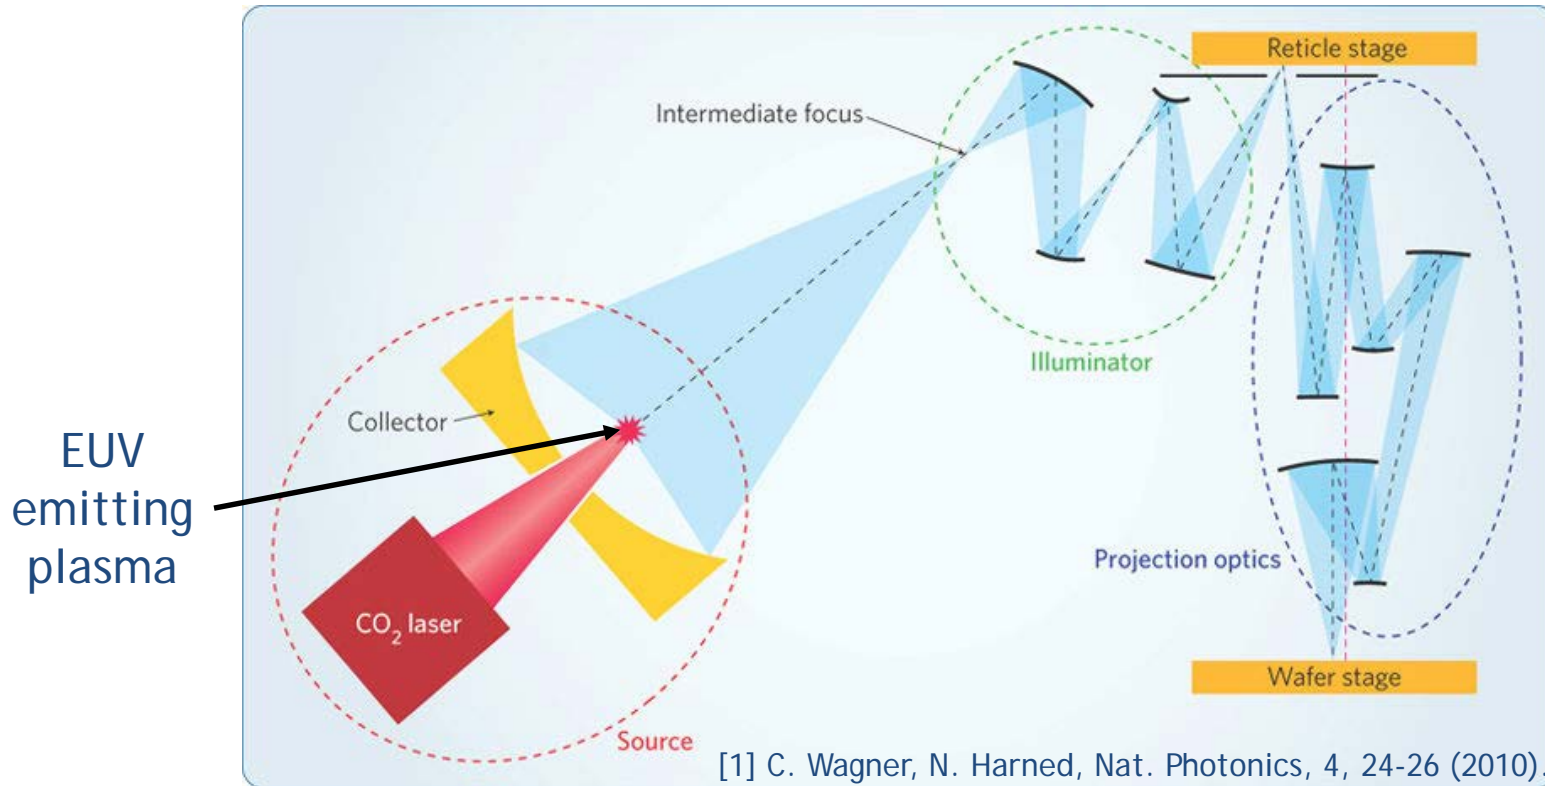 Reticle stage
Intermediate focus
Illuminator
Collector
EUV
emitting
plasma
Projection optics
CO₂ laser
Wafer stage
Source
[1] C. Wagner, N. Harned, Nat. Photonics, 4, 24-26 (2010).